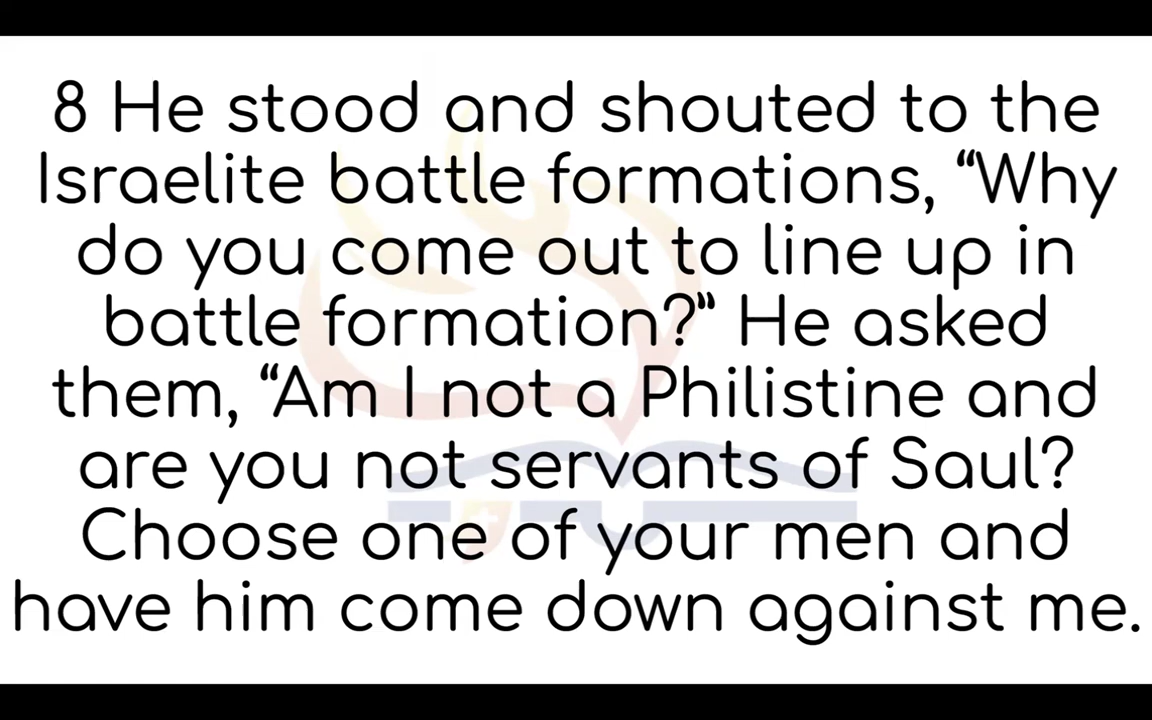 8 He stood and shouted to the
Israelite battle formations, “Why
do you come out to line up in
battle formation?” He asked
them, “Am I not a Philistine and
are you not servants of Saul?
Choose one of your men and
have him come down against me.